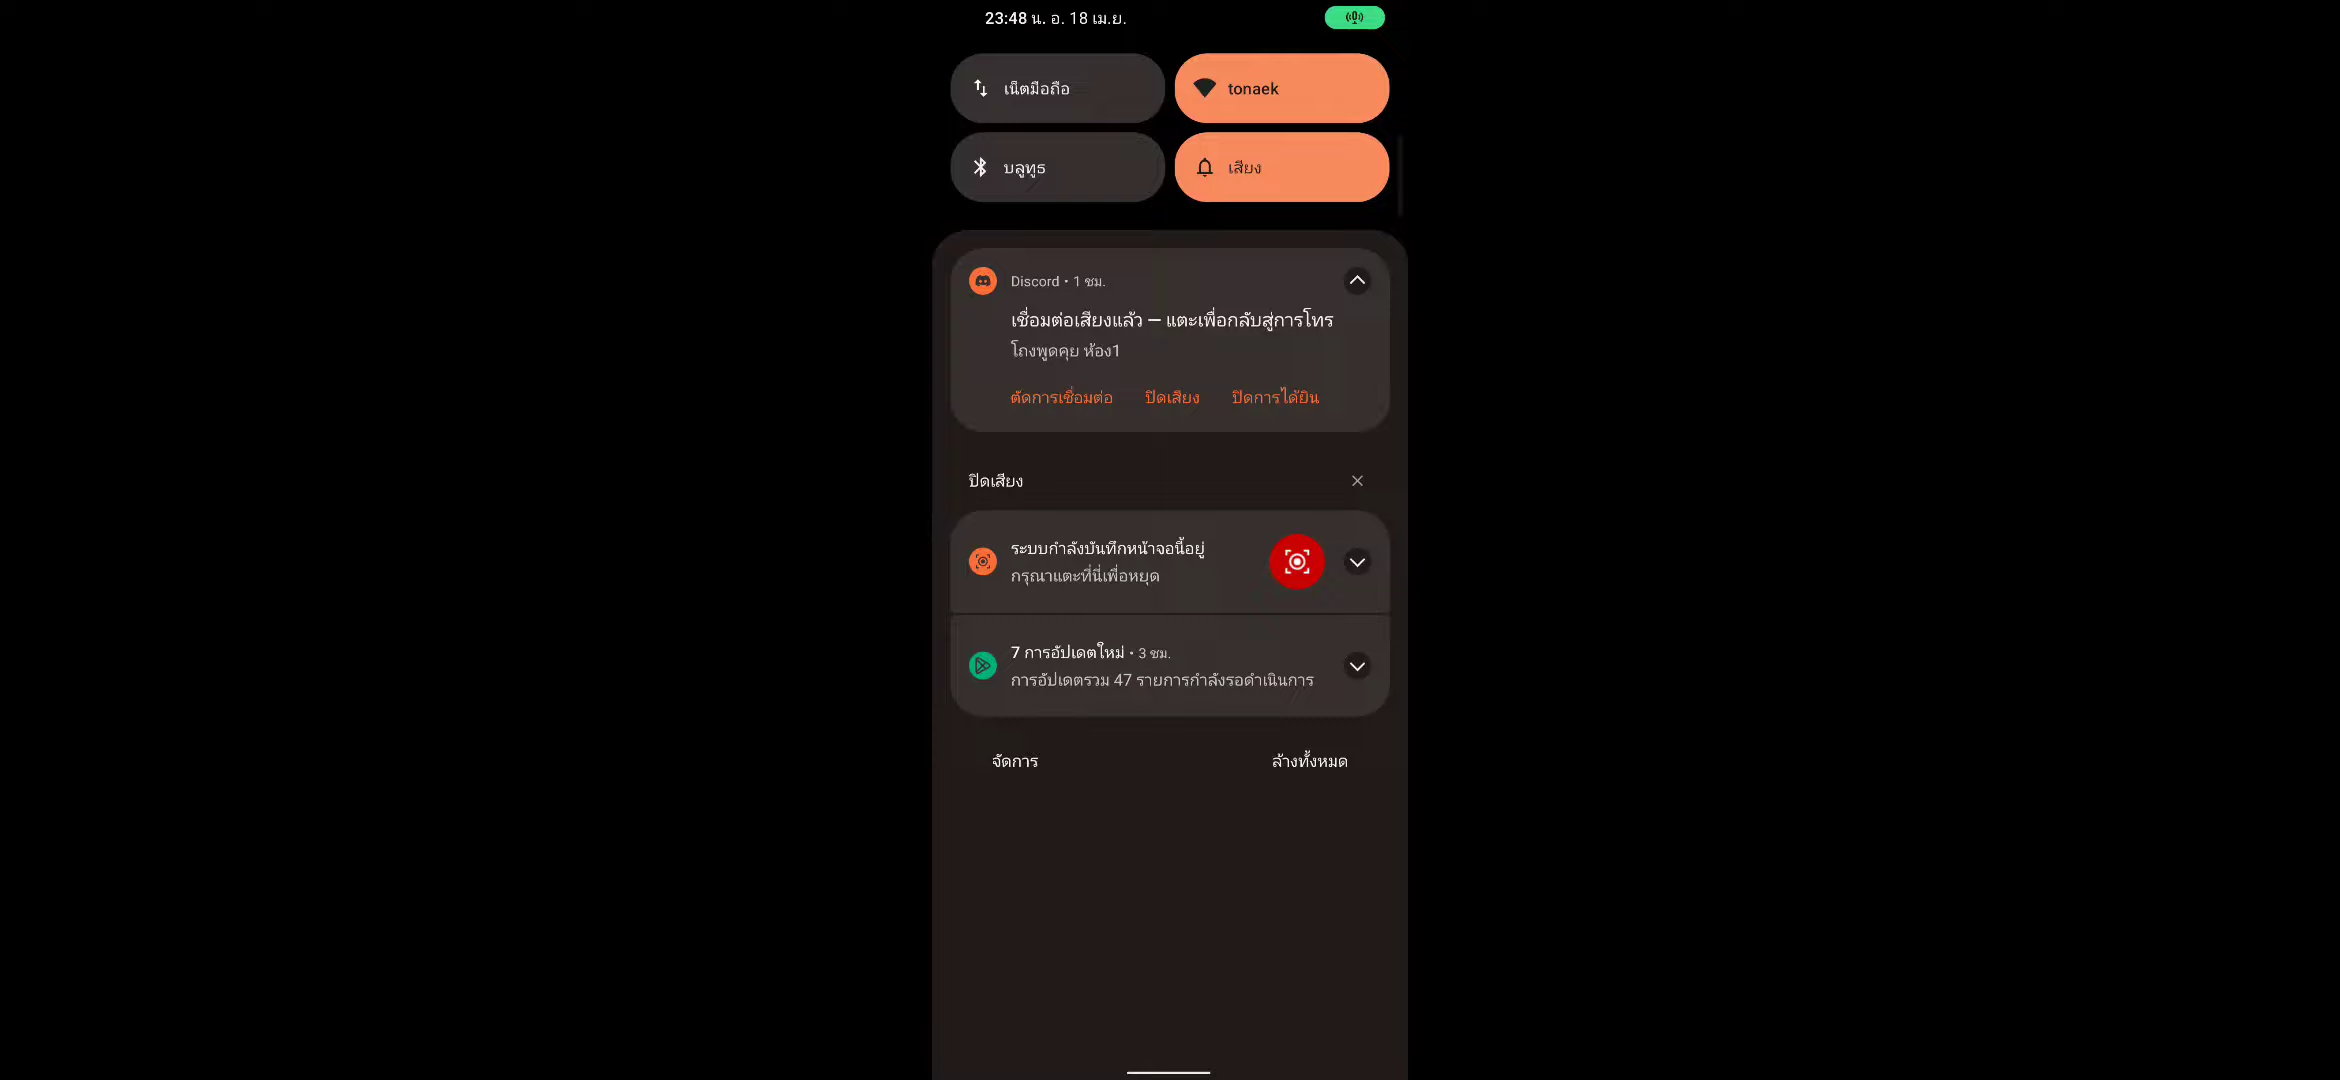 23:48 น. อ. 18 เม.ย.
เน็ตมือถือ
tonaek
บลูทูธ
เสียง
Discord • 1 ชม.
เชื่อมต่อเสียงแล้ว — แตะเพื่อกลับสู่การโทร
โถงพูดคุย ห้อง1
ตัดการเชื่อมต่อ ปิดเสียง ปิดการได้ยิน
ปิดเสียง
ระบบกำลังบันทึกหน้าจอนี้อยู่
กรุณาแตะที่นี่เพื่อหยุด
7 การอัปเดตใหม่ • 3 ชม.
การอัปเดตรวม 47 รายการกำลังรอดำเนินการ
จัดการ
ล้างทั้งหมด